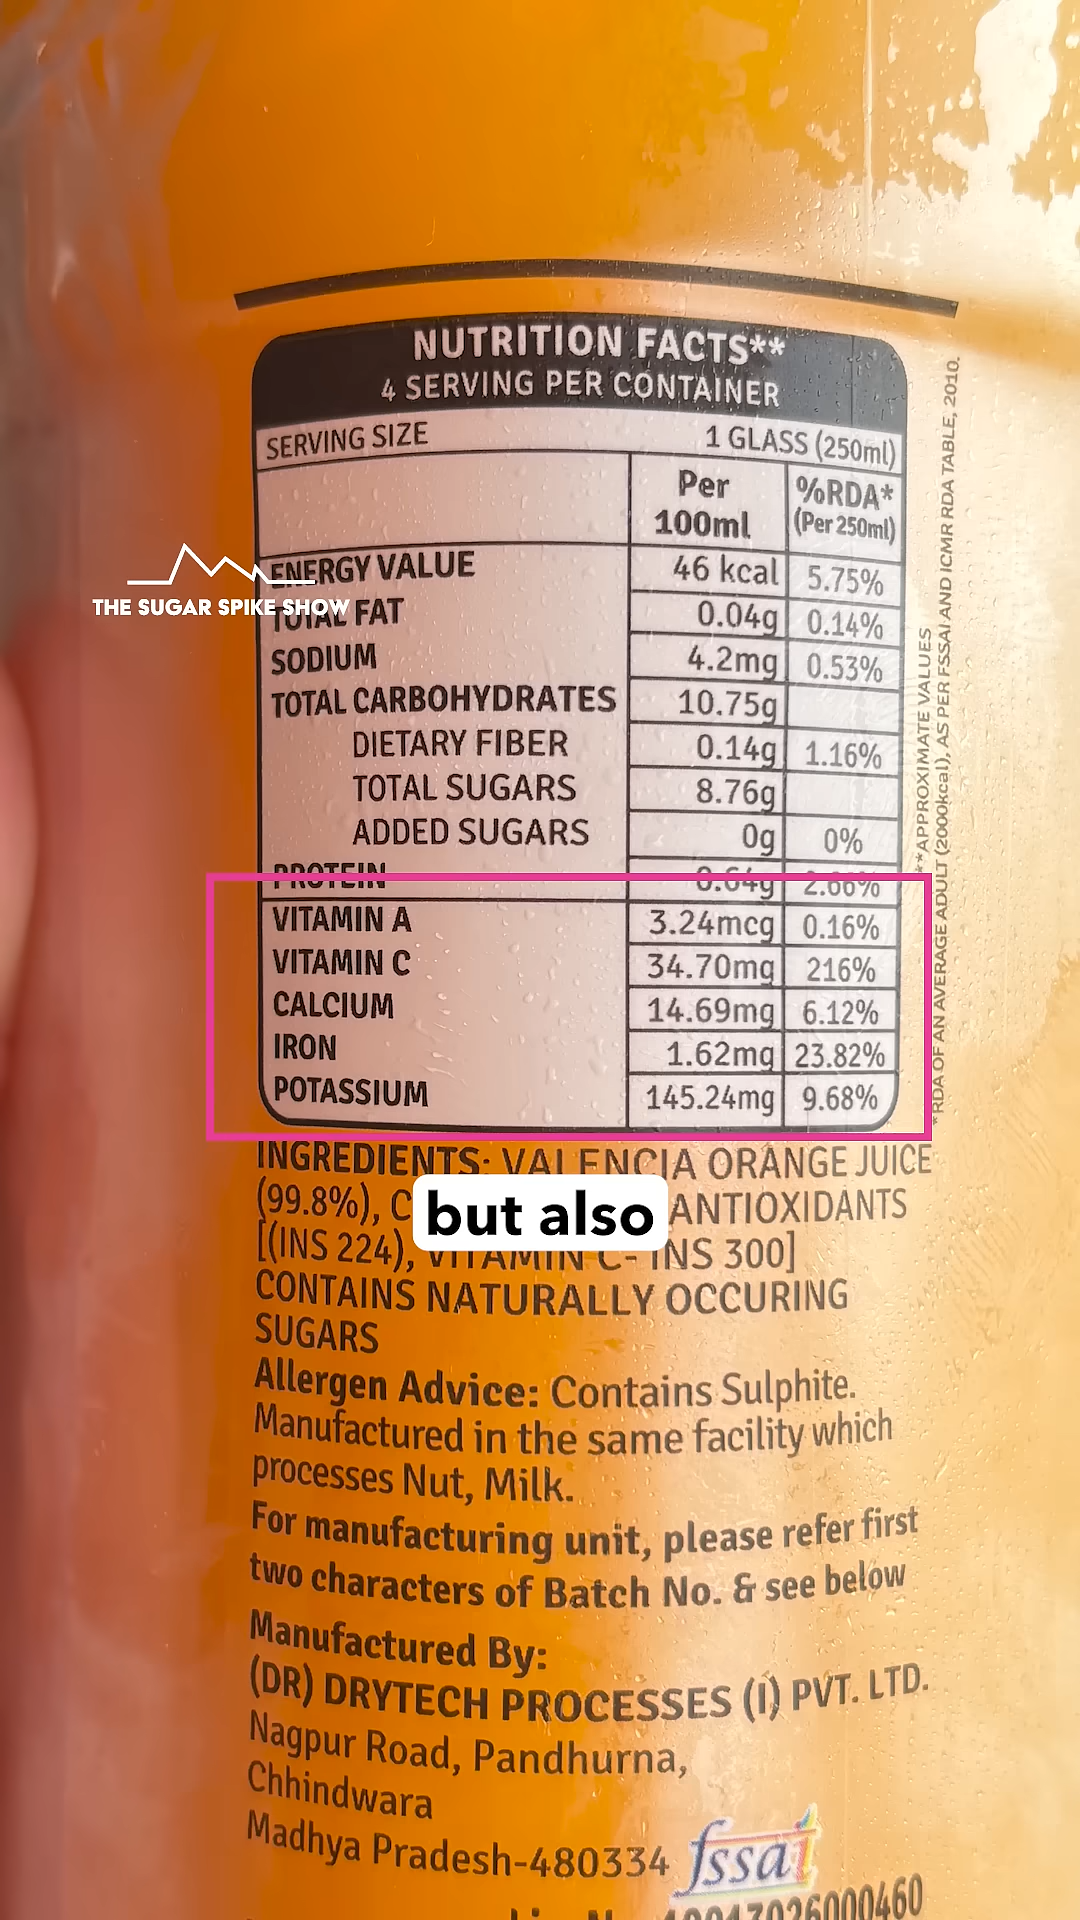 NUTRITION FACTS**
4 SERVING PER CONTAINER
SERVING SIZE 1 GLASS (250ml)
Per 100ml %RDA* (Per 250ml)
ENERGY VALUE 46 kcal 5.75%
TOTAL FAT 0.04g 0.14%
SODIUM 4.2mg 0.53%
TOTAL CARBOHYDRATES 10.75g
DIETARY FIBER 0.14g 1.16%
TOTAL SUGARS 8.76g
ADDED SUGARS 0g 0%
PROTEIN 0.64g 2.66%
VITAMIN A 3.24mcg 0.16%
VITAMIN C 34.70mg 216%
CALCIUM 14.69mg 6.12%
IRON 1.62mg 23.82%
POTASSIUM 145.24mg 9.68%
**APPROXIMATE VALUES
*RDA OF AN AVERAGE ADULT (2000kcal), AS PER FSSAI AND ICMR RDA TABLE, 2010.
THE SUGAR SPIKE SHOW
INGREDIENTS: VALENCIA ORANGE JUICE
(99.8%), ANTIOXIDANTS
but also
[(INS 224), VITAMIN C- INS 300]
CONTAINS NATURALLY OCCURING
SUGARS
Allergen Advice: Contains Sulphite.
Manufactured in the same facility which
processes Nut, Milk.
For manufacturing unit, please refer first
two characters of Batch No. & see below
Manufactured By:
(DR) DRYTECH PROCESSES (I) PVT. LTD.
Nagpur Road, Pandhurna,
Chhindwara
Madhya Pradesh-480334
fssai